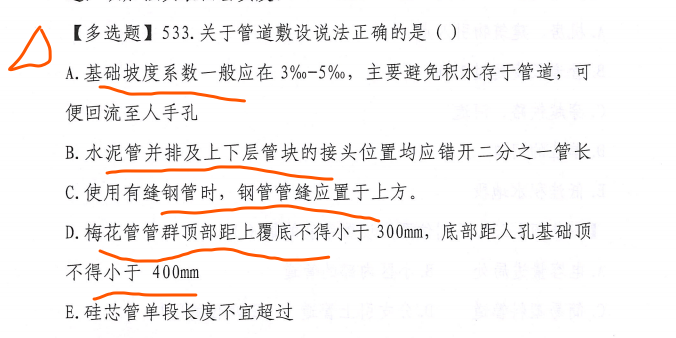 【多选题】533.关于管道敷设说法正确的是（）
A.基础坡度系数一般应在 3‰-5‰，主要避免积水存于管道，可
便回流至人手孔
B.水泥管并排及上下层管块的接头位置均应错开二分之一管长
C.使用有缝钢管时，钢管管缝应置于上方。
D.梅花管管群顶部距上覆底不得小于 300mm，底部距人孔基础顶
不得小于 400mm
E.硅芯管单段长度不宜超过